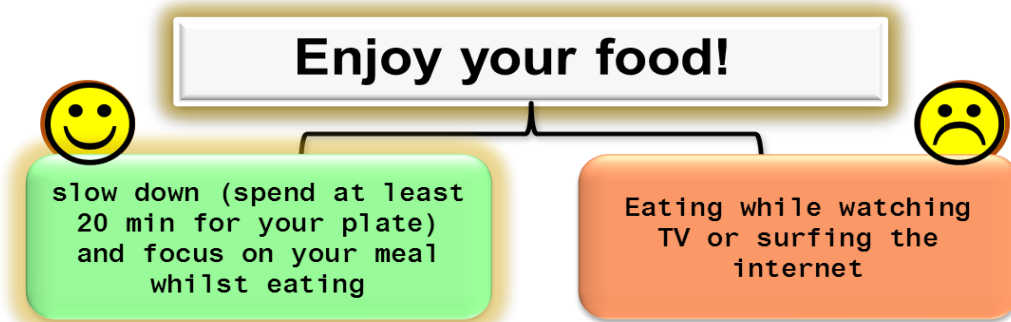 Enjoy your food!
slow down (spend at least
20 min for your plate)
and focus on your meal
whilst eating
Eating while watching
TV or surfing the
internet